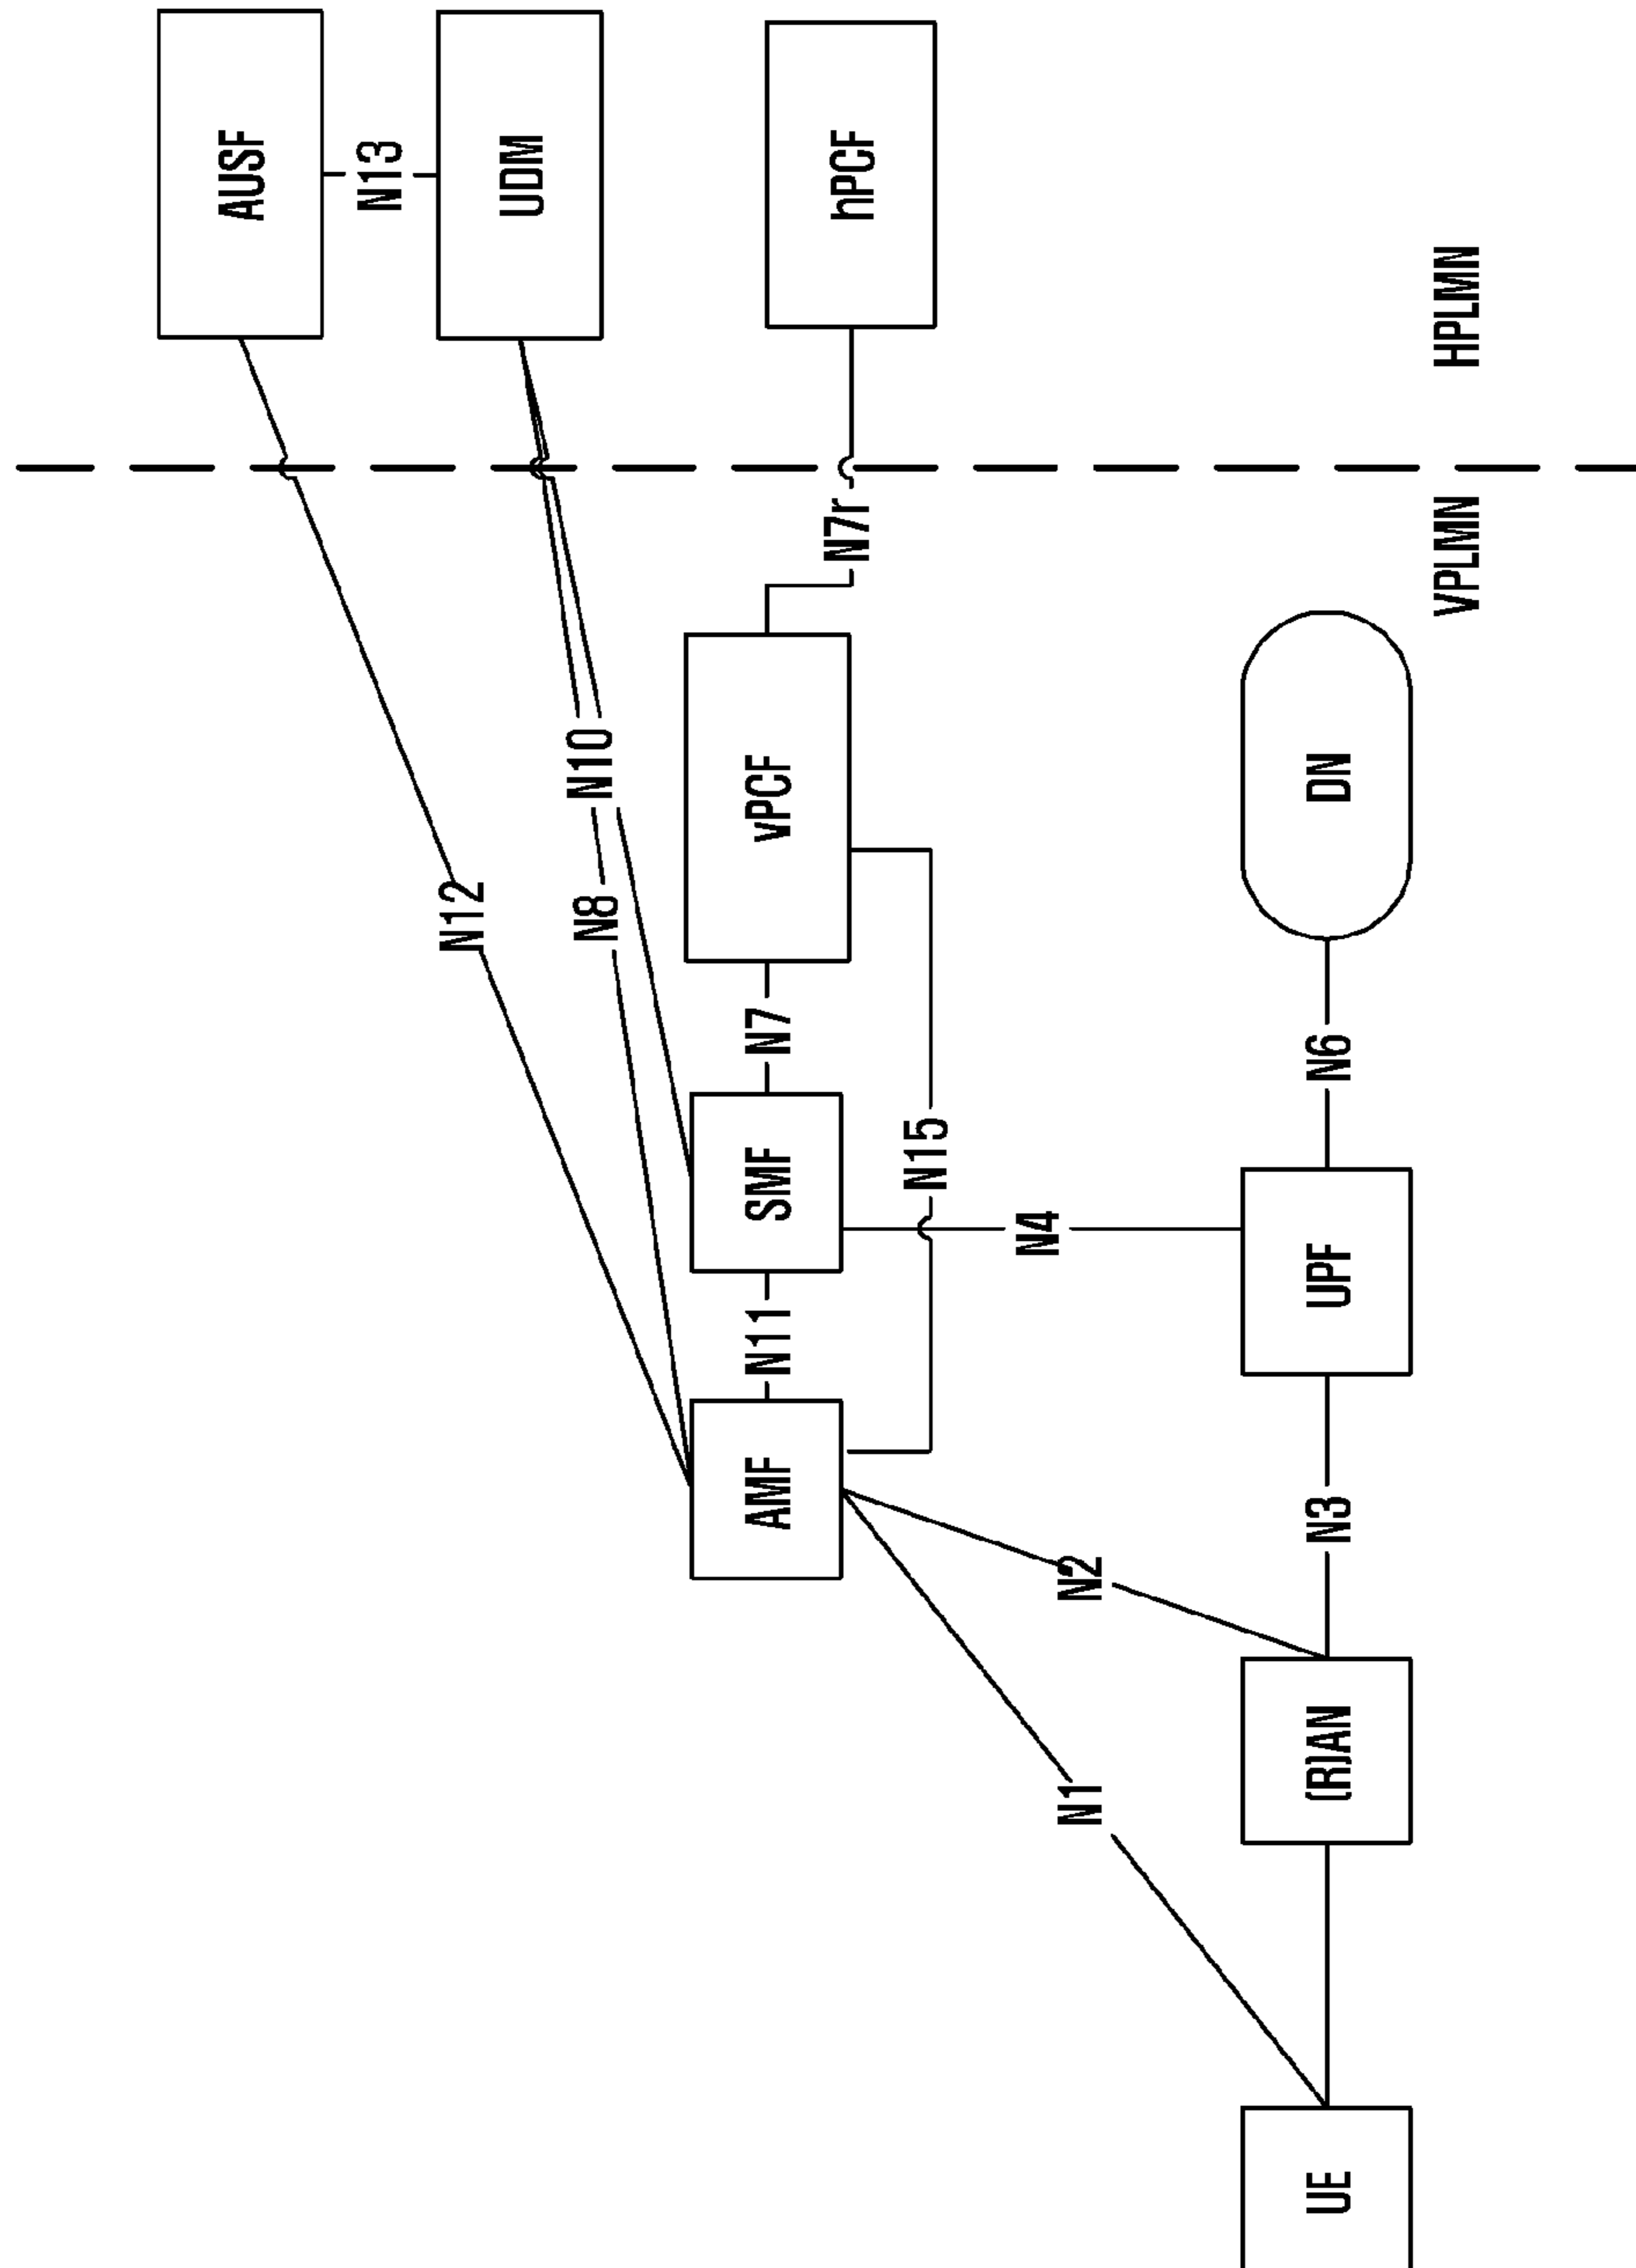 AUSF
N13
UDM
hPCF
HPLMN
VPLMN
N7r
N12
N10
N8
vPCF
DN
N7
N15
N6
SMF
N4
UPF
N11
AMF
N2
N3
N1
(R)AN
UE